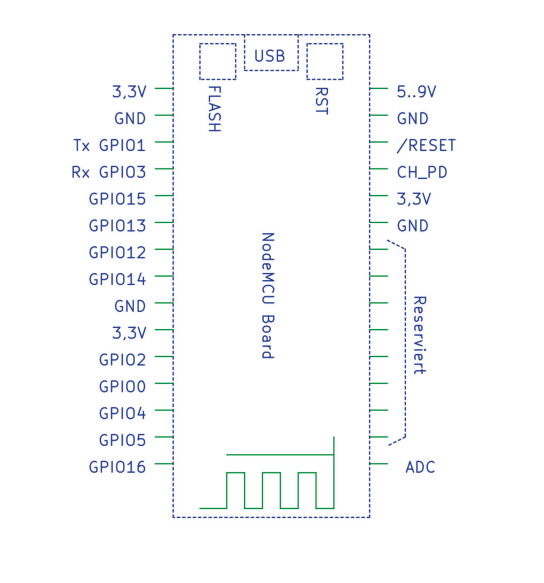 USB
FLASH
RST
3,3V
GND
Tx GPIO1
Rx GPIO3
GPIO15
GPIO13
GPIO12
GPIO14
GND
3,3V
GPIO2
GPIO0
GPIO4
GPIO5
GPIO16
NodeMCU Board
5..9V
GND
/RESET
CH_PD
3,3V
GND
Reserviert
ADC